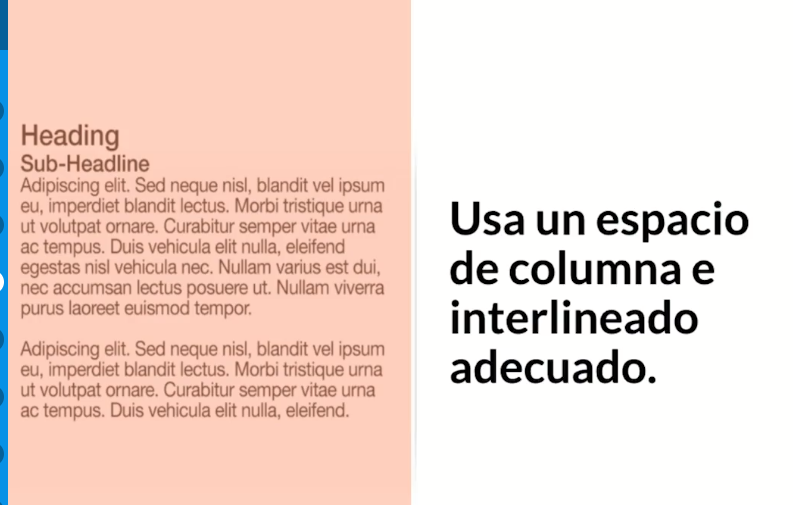 Heading
Sub-Headline
Adipiscing elit. Sed neque nisl, blandit vel ipsum
eu, imperdiet blandit lectus. Morbi tristique urna
ut volutpat ornare. Curabitur semper vitae urna
ac tempus. Duis vehicula elit nulla, eleifend
egestas nisl vehicula nec. Nullam varius est dui,
nec accumsan lectus posuere ut. Nullam viverra
purus laoreet euismod tempor.
Adipiscing elit. Sed neque nisl, blandit vel ipsum
eu, imperdiet blandit lectus. Morbi tristique urna
ut volutpat ornare. Curabitur semper vitae urna
ac tempus. Duis vehicula elit nulla, eleifend.
Usa un espacio
de columna e
interlineado
adecuado.